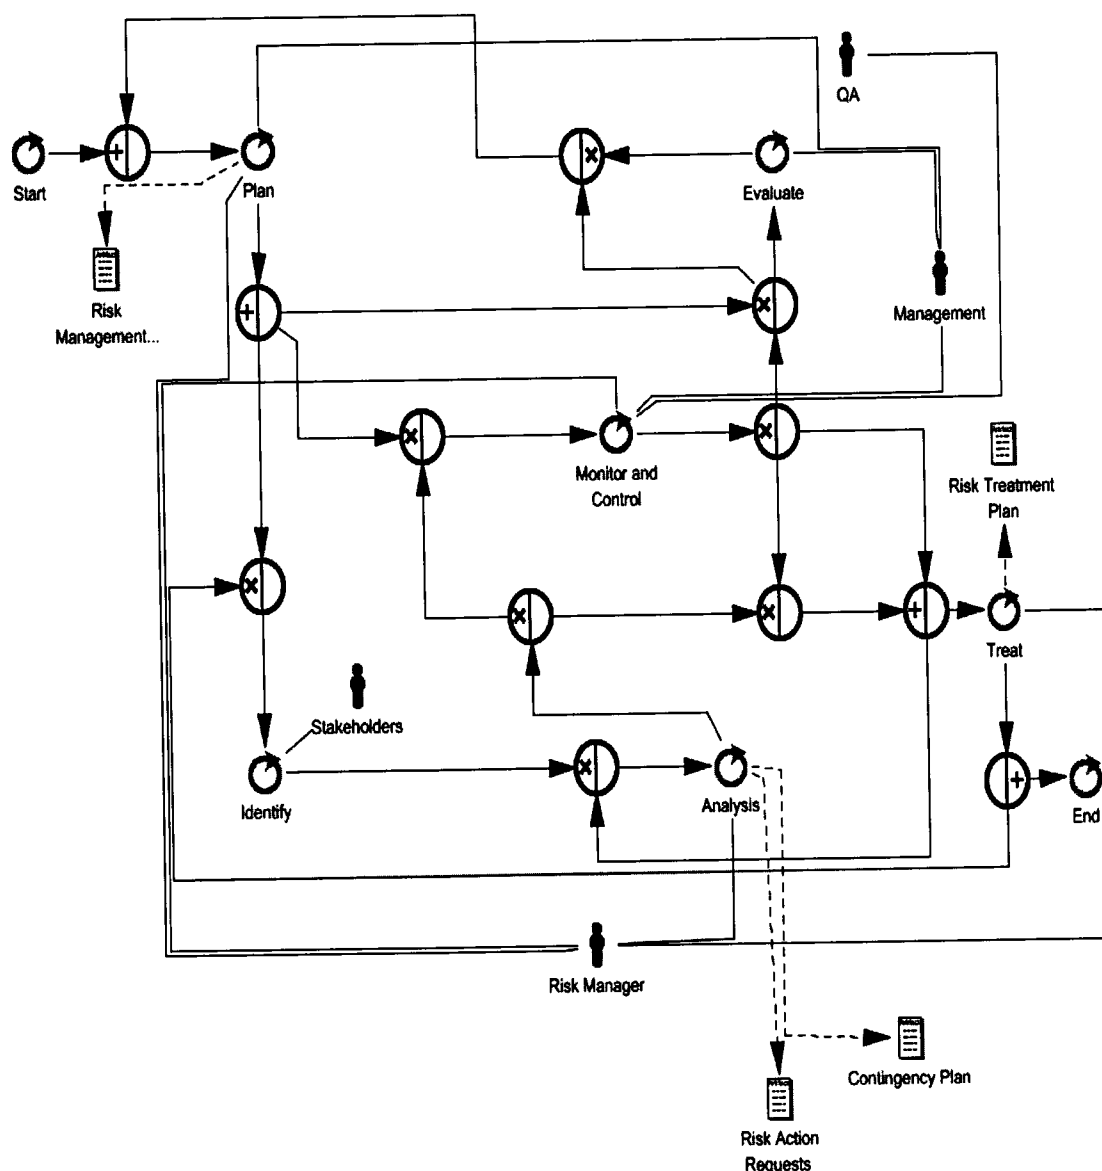 QA
Start
Plan
Evaluate
Risk
Management...
Management
Monitor and
Control
Risk Treatment
Plan
Treat
Stakeholders
Identify
Analysis
End
Risk Manager
Contingency Plan
Risk Action
Requests